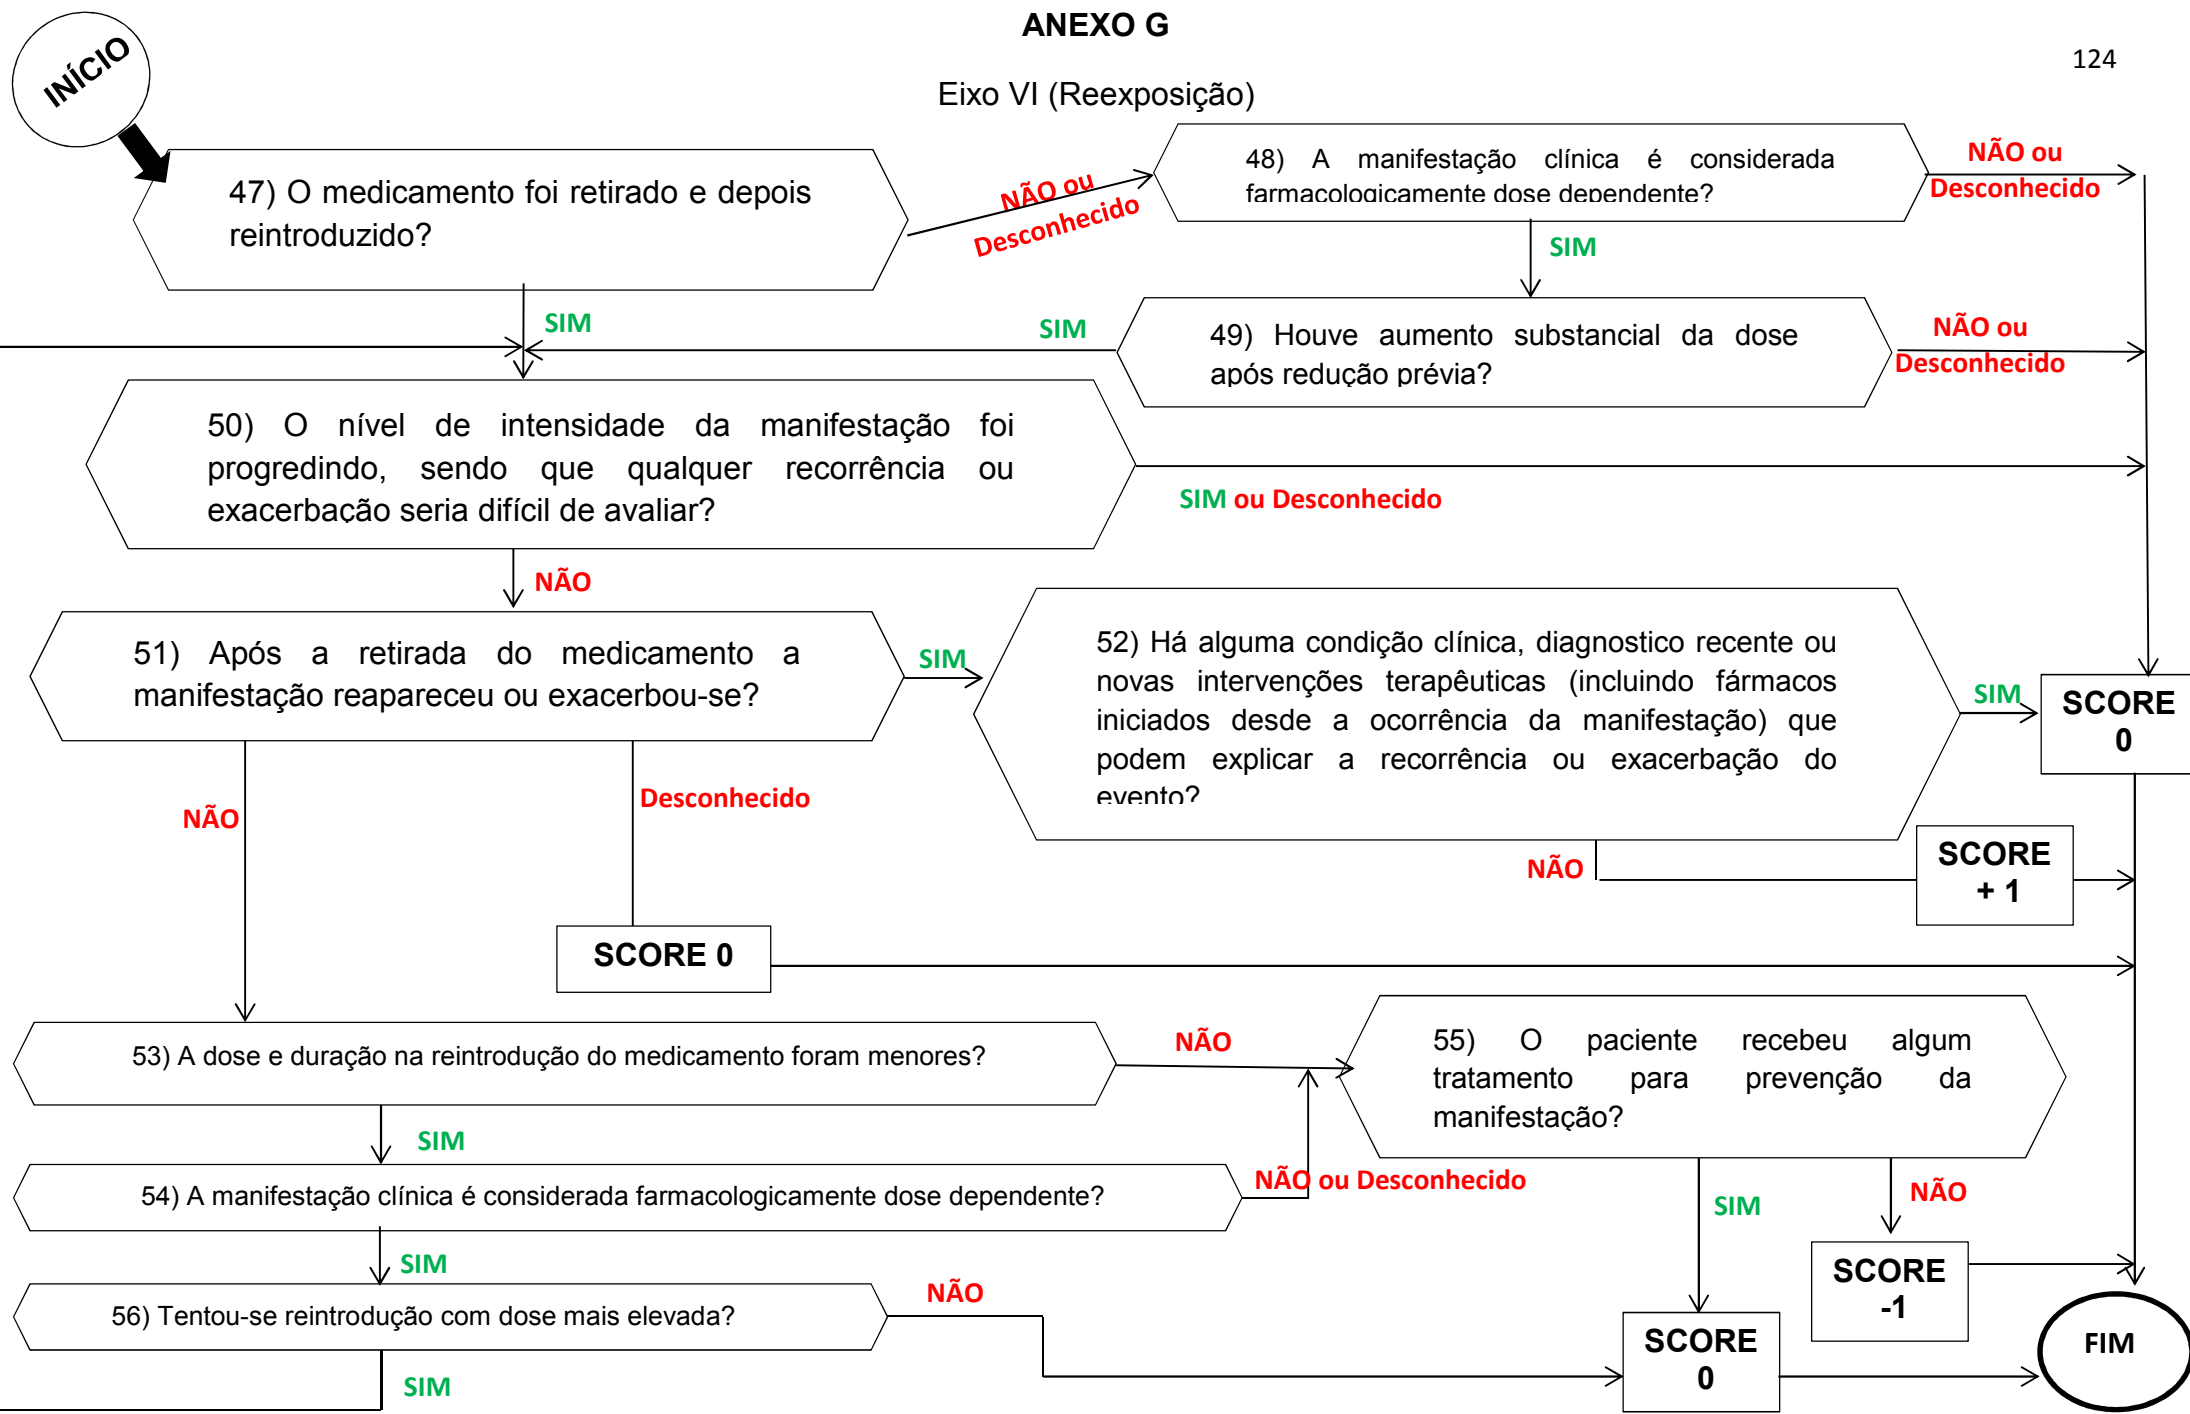 ANEXO G
124
Eixo VI (Reexposição)
INÍCIO
47) O medicamento foi retirado e depois
reintroduzido?
NÃO ou
Desconhecido
48) A manifestação clínica é considerada
farmacologicamente dose dependente?
NÃO ou
Desconhecido
SIM
SIM
SIM
49) Houve aumento substancial da dose
após redução prévia?
NÃO ou
Desconhecido
50) O nível de intensidade da manifestação foi
progredindo, sendo que qualquer recorrência ou
exacerbação seria difícil de avaliar?
SIM ou Desconhecido
NÃO
51) Após a retirada do medicamento a
manifestação reapareceu ou exacerbou-se?
SIM
52) Há alguma condição clínica, diagnostico recente ou
novas intervenções terapêuticas (incluindo fármacos
iniciados desde a ocorrência da manifestação) que
podem explicar a recorrência ou exacerbação do
evento?
SIM
SCORE
0
NÃO
Desconhecido
NÃO
SCORE
+ 1
SCORE 0
53) A dose e duração na reintrodução do medicamento foram menores?
NÃO
55) O paciente recebeu algum
tratamento para prevenção da
manifestação?
SIM
54) A manifestação clínica é considerada farmacologicamente dose dependente?
NÃO ou Desconhecido
SIM
NÃO
SIM
56) Tentou-se reintrodução com dose mais elevada?
NÃO
SCORE
-1
SCORE
0
FIM
SIM